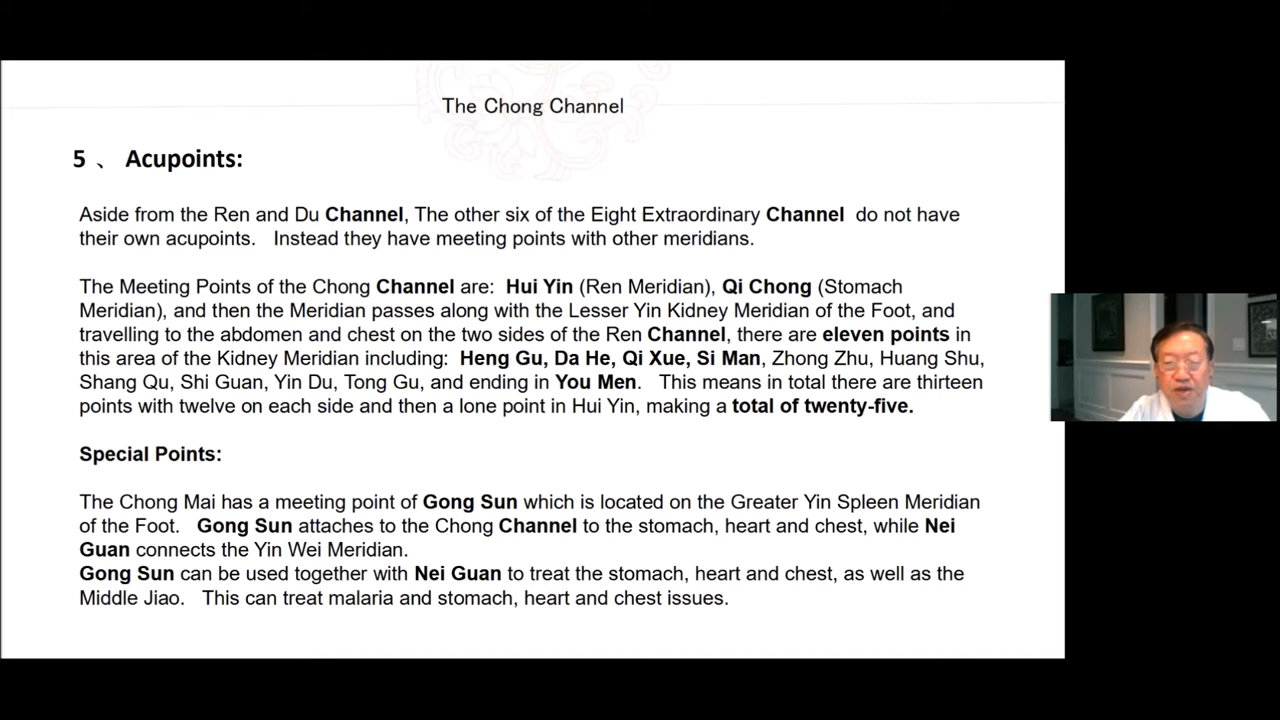 The Chong Channel
5 、 Acupoints:
Aside from the Ren and Du Channel, The other six of the Eight Extraordinary Channel do not have
their own acupoints. Instead they have meeting points with other meridians.
The Meeting Points of the Chong Channel are: Hui Yin (Ren Meridian), Qi Chong (Stomach
Meridian), and then the Meridian passes along with the Lesser Yin Kidney Meridian of the Foot, and
travelling to the abdomen and chest on the two sides of the Ren Channel, there are eleven points in
this area of the Kidney Meridian including: Heng Gu, Da He, Qi Xue, Si Man, Zhong Zhu, Huang Shu,
Shang Qu, Shi Guan, Yin Du, Tong Gu, and ending in You Men. This means in total there are thirteen
points with twelve on each side and then a lone point in Hui Yin, making a total of twenty-five.
Special Points:
The Chong Mai has a meeting point of Gong Sun which is located on the Greater Yin Spleen Meridian
of the Foot. Gong Sun attaches to the Chong Channel to the stomach, heart and chest, while Nei
Guan connects the Yin Wei Meridian.
Gong Sun can be used together with Nei Guan to treat the stomach, heart and chest, as well as the
Middle Jiao. This can treat malaria and stomach, heart and chest issues.